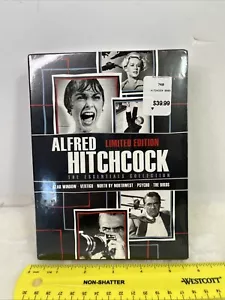 $39.99
ALFRED LIMITED EDITION
HITCHCOCK
THE ESSENTIALS COLLECTION
REAR WINDOW · VERTIGO · NORTH BY NORTHWEST · PSYCHO · THE BIRDS
NON-SHATTER
WESTCOTT